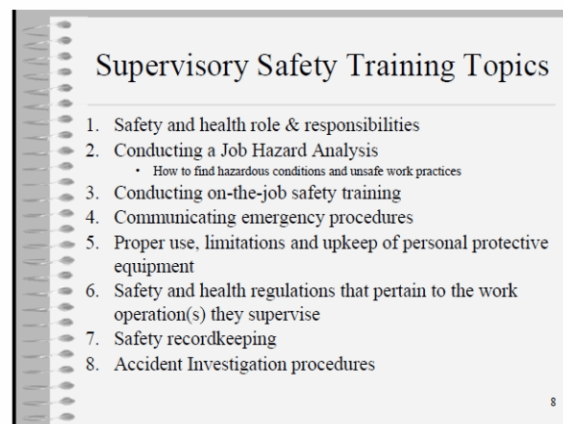 Supervisory Safety Training Topics
1. Safety and health role & responsibilities
2. Conducting a Job Hazard Analysis
• How to find hazardous conditions and unsafe work practices
3. Conducting on-the-job safety training
4. Communicating emergency procedures
5. Proper use, limitations and upkeep of personal protective
equipment
6. Safety and health regulations that pertain to the work
operation(s) they supervise
7. Safety recordkeeping
8. Accident Investigation procedures
8